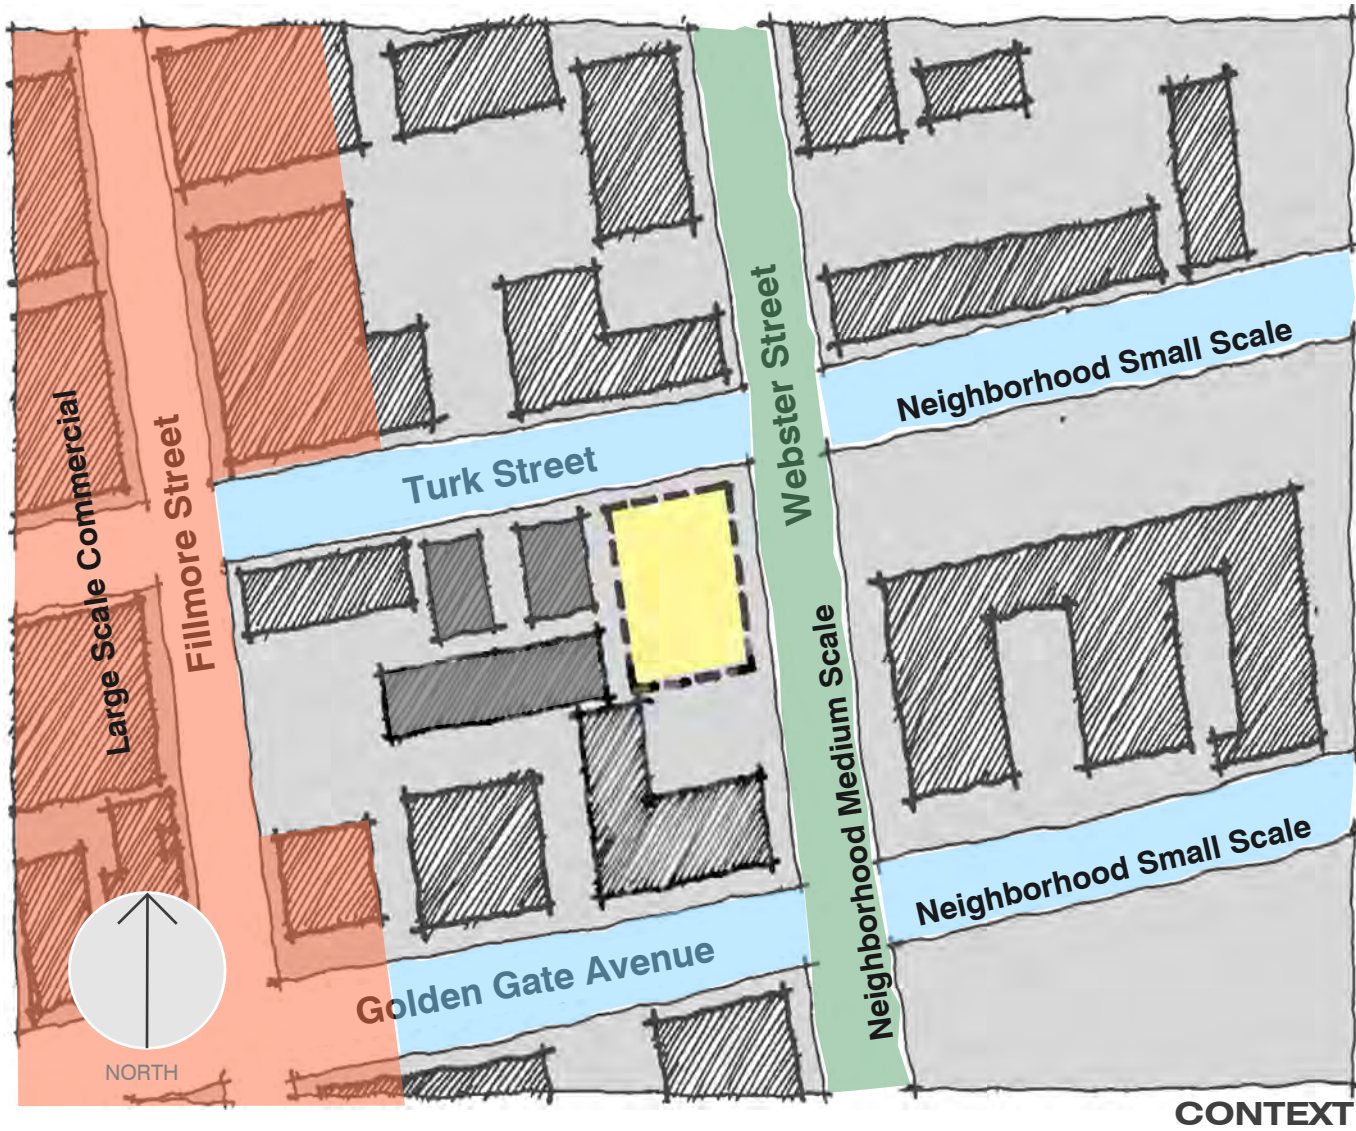 Webster Street
Neighborhood Small Scale
Turk Street
Large Scale Commercial
Fillmore Street
Neighborhood Medium Scale
Neighborhood Small Scale
Golden Gate Avenue
NORTH
CONTEXT